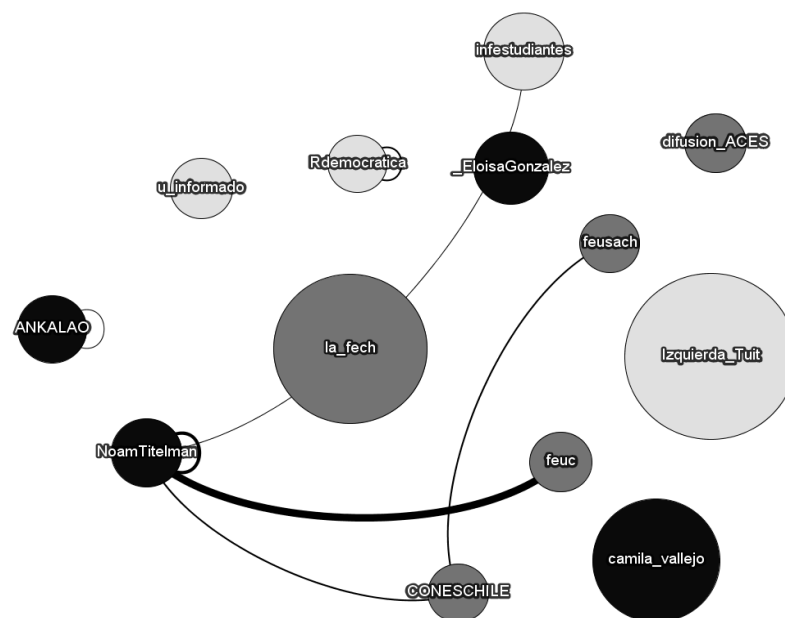 infestudiantes
difusion_ACES
Rdemocratica
_EloisaGonzalez
u_informado
feusach
ANKALAO
la_fech
Izquierda_Tuit
NoamTitelman
feuc
camila_vallejo
CONESCHILE